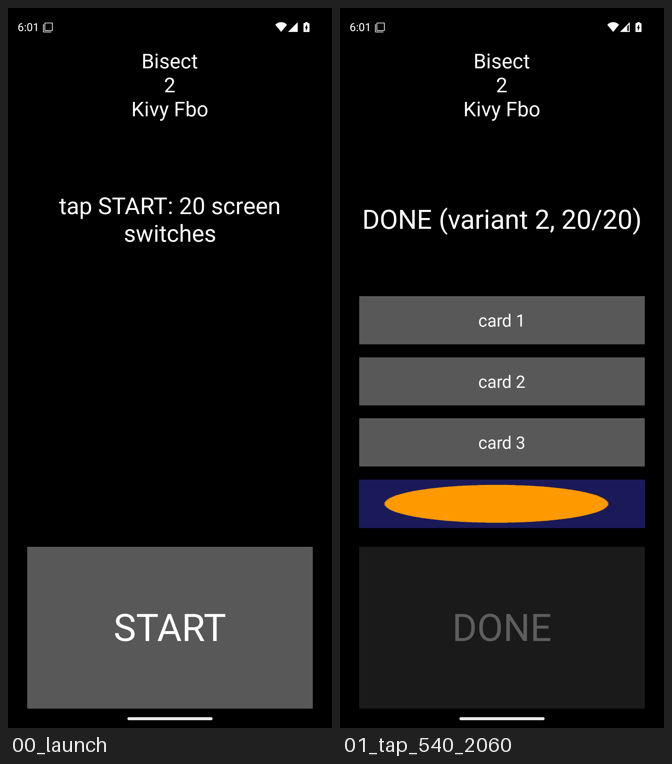 6:01
Bisect
2
Kivy Fbo
tap START: 20 screen
switches
START
00_launch
6:01
Bisect
2
Kivy Fbo
DONE (variant 2, 20/20)
card 1
card 2
card 3
DONE
01_tap_540_2060